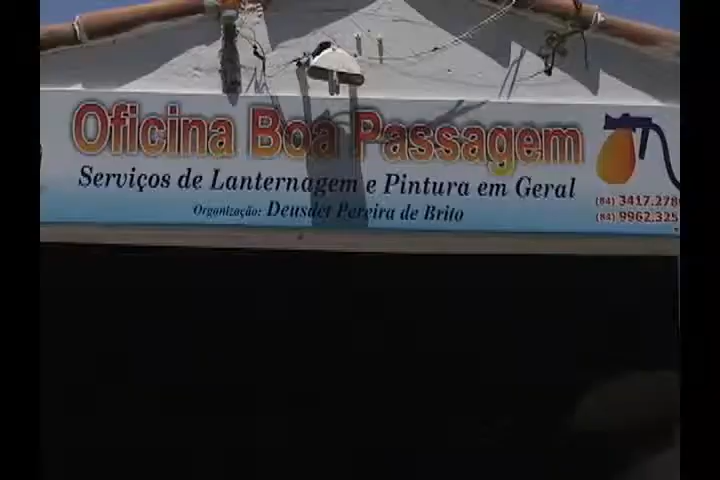 Oficina Boa Passagem
Serviços de Lanternagem e Pintura em Geral
Organização: Deusdet Pereira de Brito
(84) 3417.278
(84) 9962.325